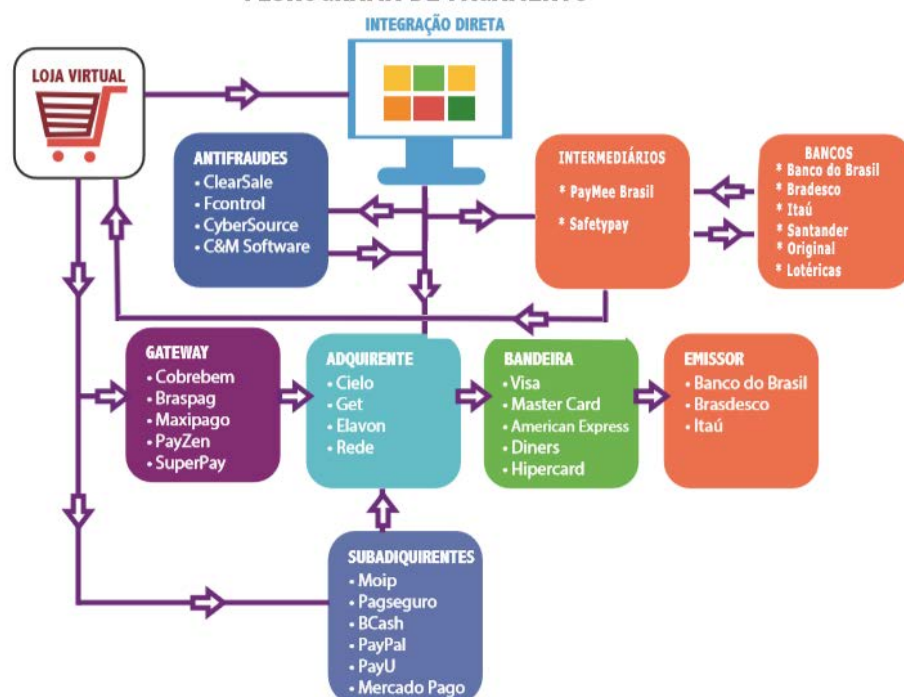 INTEGRAÇÃO DIRETA
LOJA VIRTUAL
ANTIFRAUDES
• ClearSale
• Fcontrol
• CyberSource
• C&M Software
INTERMEDIÁRIOS
* PayMee Brasil
* Safetypay
BANCOS
* Banco do Brasil
* Bradesco
* Itaú
* Santander
* Original
* Lotéricas
GATEWAY
• Cobrebem
• Braspag
• Maxipago
• PayZen
• SuperPay
ADQUIRENTE
• Cielo
• Get
• Elavon
• Rede
BANDEIRA
• Visa
• Master Card
• American Express
• Diners
• Hipercard
EMISSOR
• Banco do Brasil
• Brasdesco
• Itaú
SUBADIQUIRENTES
• Moip
• Pagseguro
• BCash
• PayPal
• PayU
• Mercado Pago